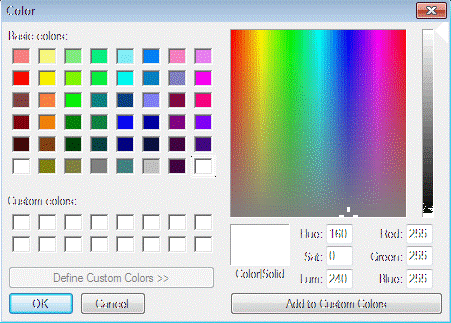 Color
Basic colors:
Custom colors:
Define Custom Colors >>
OK Cancel
Color|Solid
Hue: 160 Red: 255
Sat: 0 Green: 255
Lum: 240 Blue: 255
Add to Custom Colors